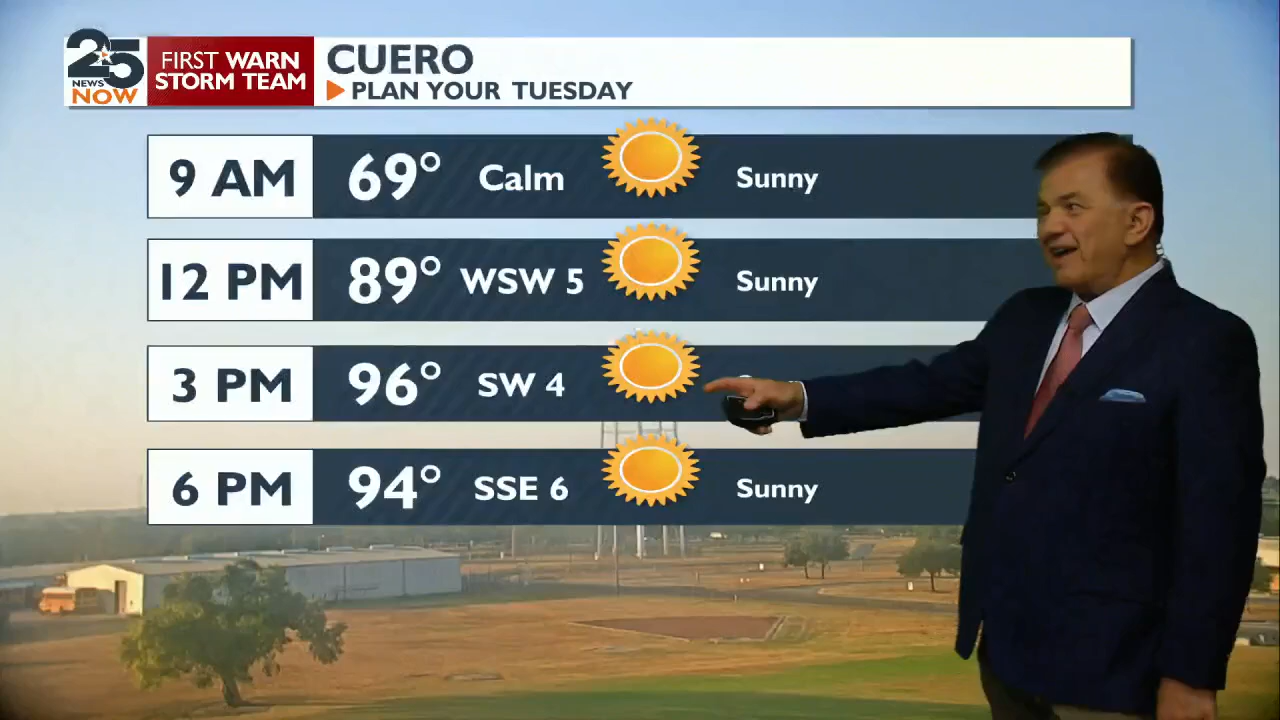 25
NEWS
NOW
FIRST WARN
STORM TEAM
CUERO
PLAN YOUR TUESDAY
9 AM 69° Calm Sunny
12 PM 89° WSW 5 Sunny
3 PM 96° SW 4
6 PM 94° SSE 6 Sunny